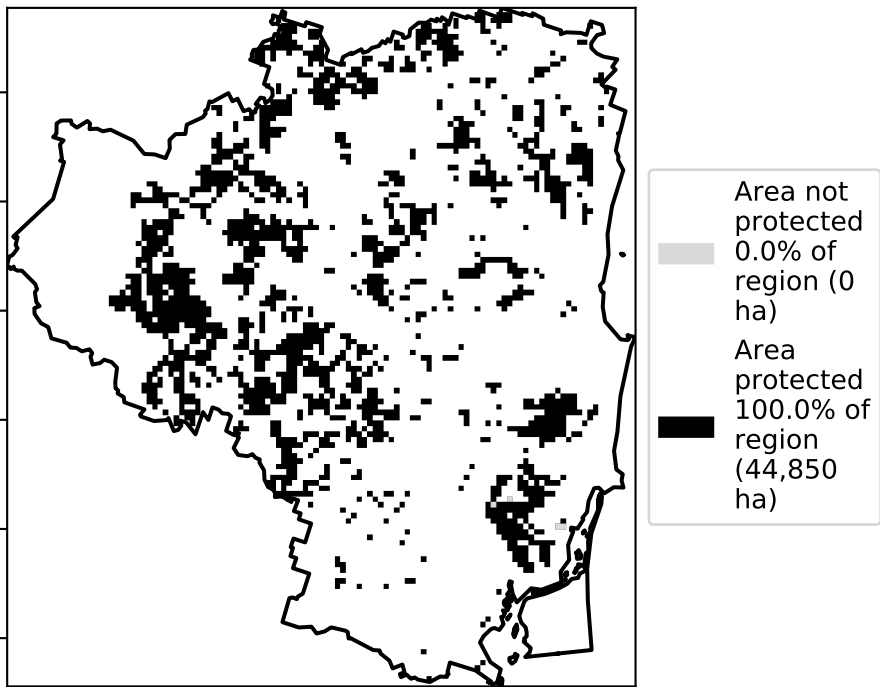 Area not
protected
0.0% of
region (0
ha)
Area
protected
100.0% of
region
(44,850
ha)